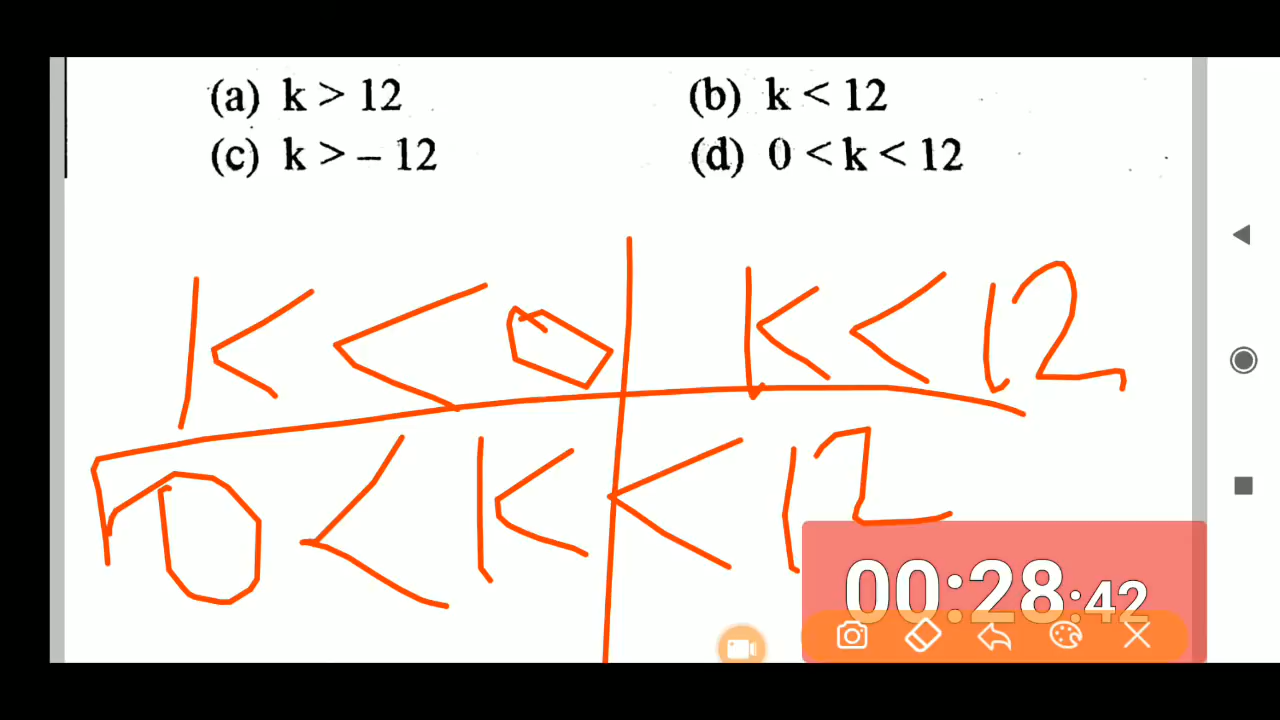 (a) k > 12 (b) k < 12
(c) k > – 12 (d) 0 < k < 12
k < 0 k < 12
0 < k < 12
00:28:42